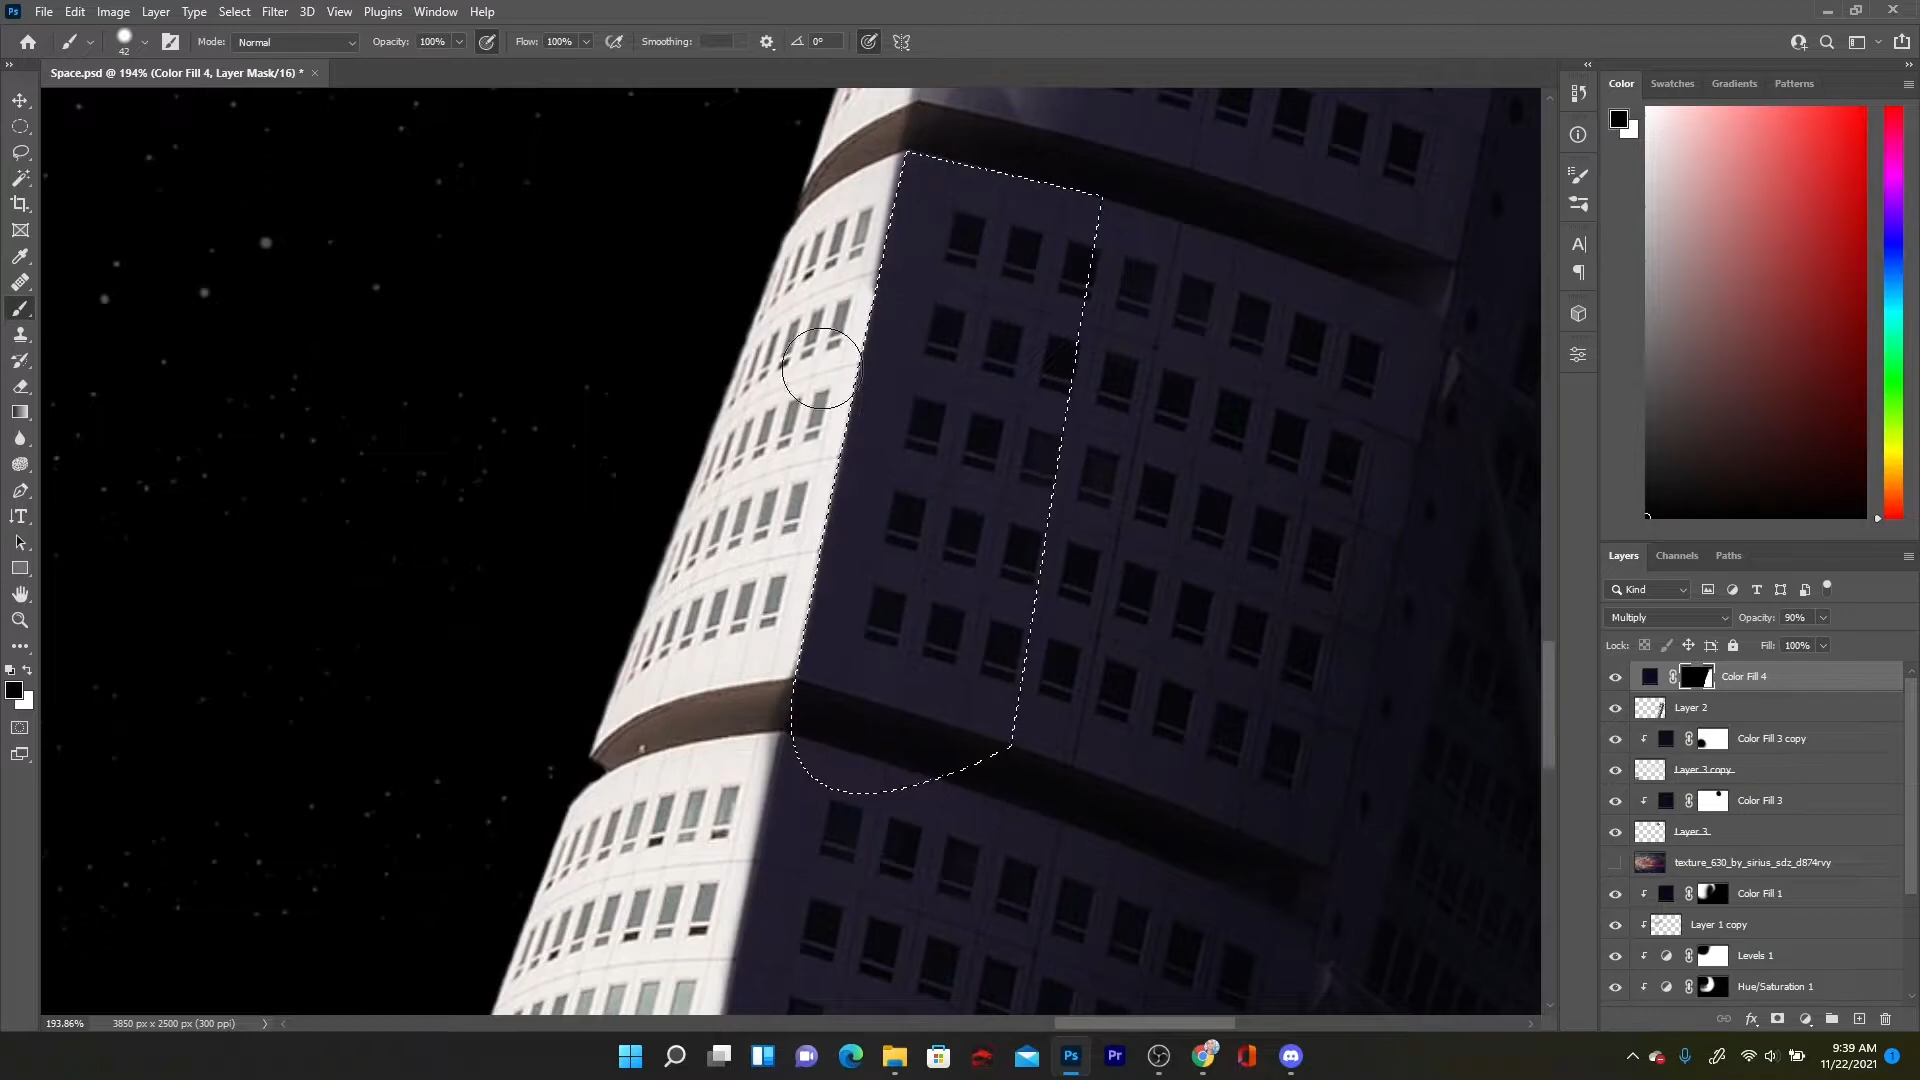 Ps File Edit Image Layer Type Select Filter 3D View Plugins Window Help
42 Mode: Normal Opacity: 100% Flow: 100% Smoothing: 0°
Space.psd @ 194% (Color Fill 4, Layer Mask/16) * ×
Color Swatches Gradients Patterns
Layers Channels Paths
Kind
Multiply Opacity: 90%
Lock: Fill: 100%
Color Fill 4
Layer 2
Color Fill 3 copy
Layer 3 copy
Color Fill 3
Layer 3
texture_630_by_sirius_sdz_d874rvy
Color Fill 1
Layer 1 copy
Levels 1
Hue/Saturation 1
193.86% 3850 px x 2500 px (300 ppi)
Ps Pr
9:39 AM
11/22/2021 1